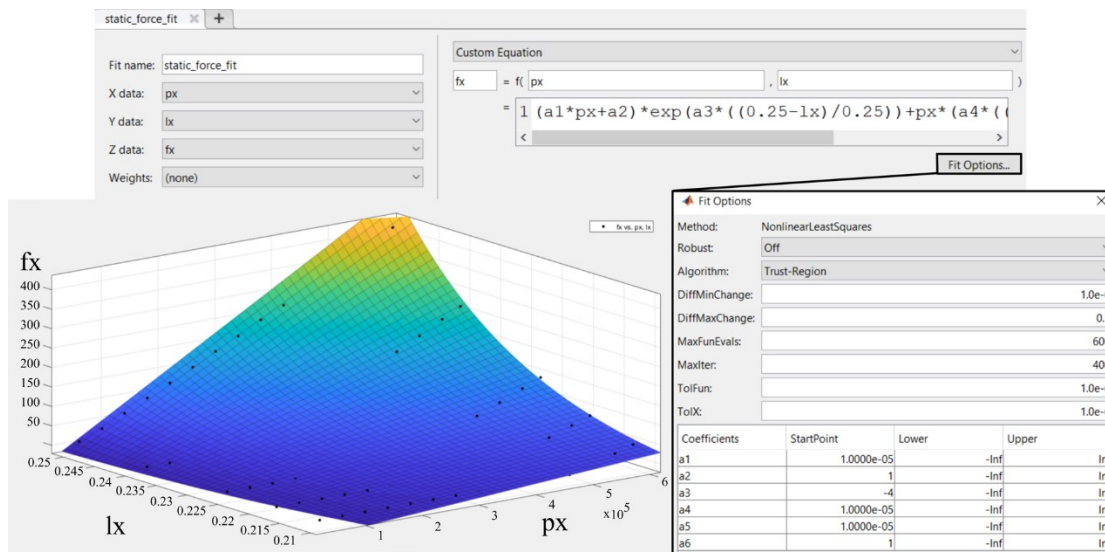 static_force_fit
Fit name: static_force_fit
X data: px
Y data: lx
Z data: fx
Weights: (none)
Custom Equation
fx = f( px , lx )
= 1 (a1*px+a2)*exp(a3*((0.25-lx)/0.25))+px*(a4*((
Fit Options...
fx vs. px, lx
fx
400
350
300
250
200
150
100
50
0.25
0.245
0.24
0.235
0.23
0.225
0.22
0.215
0.21
lx
1
2
3
4
5
6
x10^5
px
Fit Options
Method: NonlinearLeastSquares
Robust: Off
Algorithm: Trust-Region
DiffMinChange: 1.0e-
DiffMaxChange: 0.
MaxFunEvals: 60
MaxIter: 40
TolFun: 1.0e-
TolX: 1.0e-
Coefficients StartPoint Lower Upper
a1 1.0000e-05 -Inf In
a2 1 -Inf In
a3 -4 -Inf In
a4 1.0000e-05 -Inf In
a5 1.0000e-05 -Inf In
a6 1 -Inf In